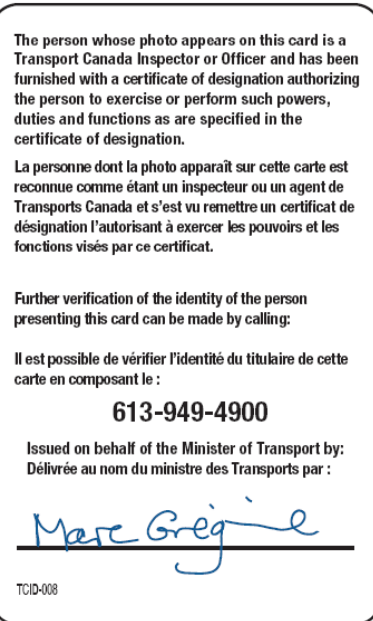 The person whose photo appears on this card is a
Transport Canada Inspector or Officer and has been
furnished with a certificate of designation authorizing
the person to exercise or perform such powers,
duties and functions as are specified in the
certificate of designation.
La personne dont la photo apparaît sur cette carte est
reconnue comme étant un inspecteur ou un agent de
Transports Canada et s'est vu remettre un certificat de
désignation l'autorisant à exercer les pouvoirs et les
fonctions visés par ce certificat.
Further verification of the identity of the person
presenting this card can be made by calling:
Il est possible de vérifier l'identité du titulaire de cette
carte en composant le :
613-949-4900
Issued on behalf of the Minister of Transport by:
Délivrée au nom du ministre des Transports par :
Marc Grégoire
TCID-008